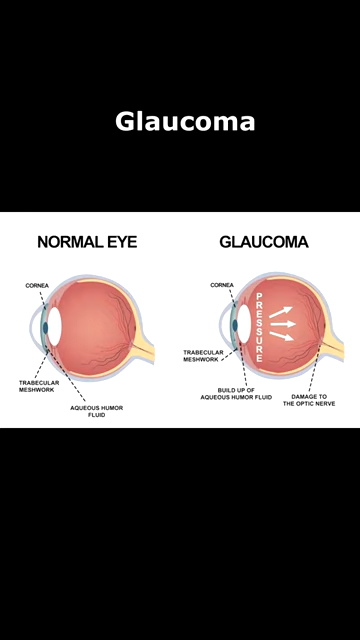 Glaucoma
NORMAL EYE
CORNEA
TRABECULAR
MESHWORK
AQUEOUS HUMOR
FLUID
GLAUCOMA
CORNEA
PRESSURE
TRABECULAR
MESHWORK
BUILD UP OF
AQUEOUS HUMOR FLUID
DAMAGE TO
THE OPTIC NERVE